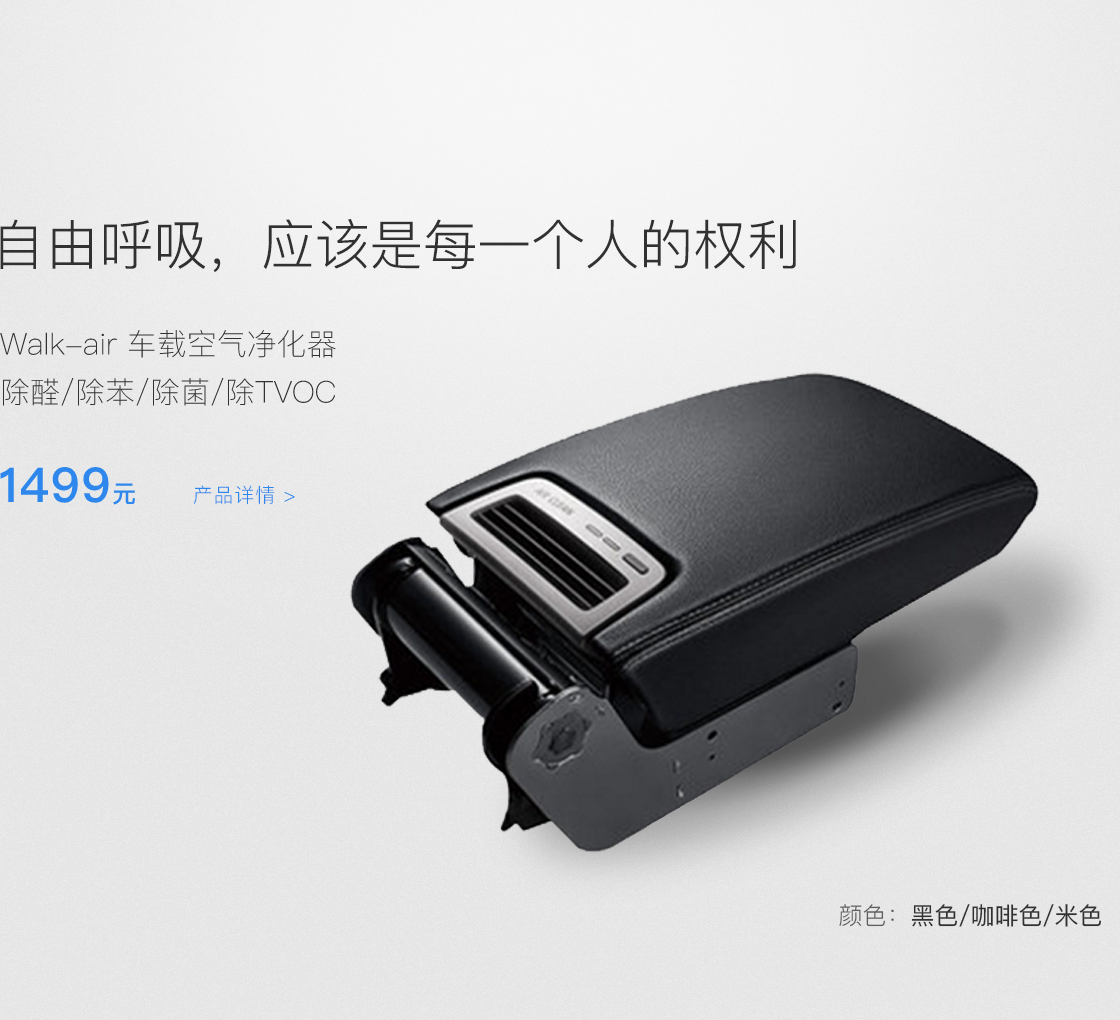 自由呼吸，应该是每一个人的权利
Walk-air 车载空气净化器
除醛/除苯/除菌/除TVOC
1499元 产品详情 >
AIR CLEAN
颜色：黑色/咖啡色/米色